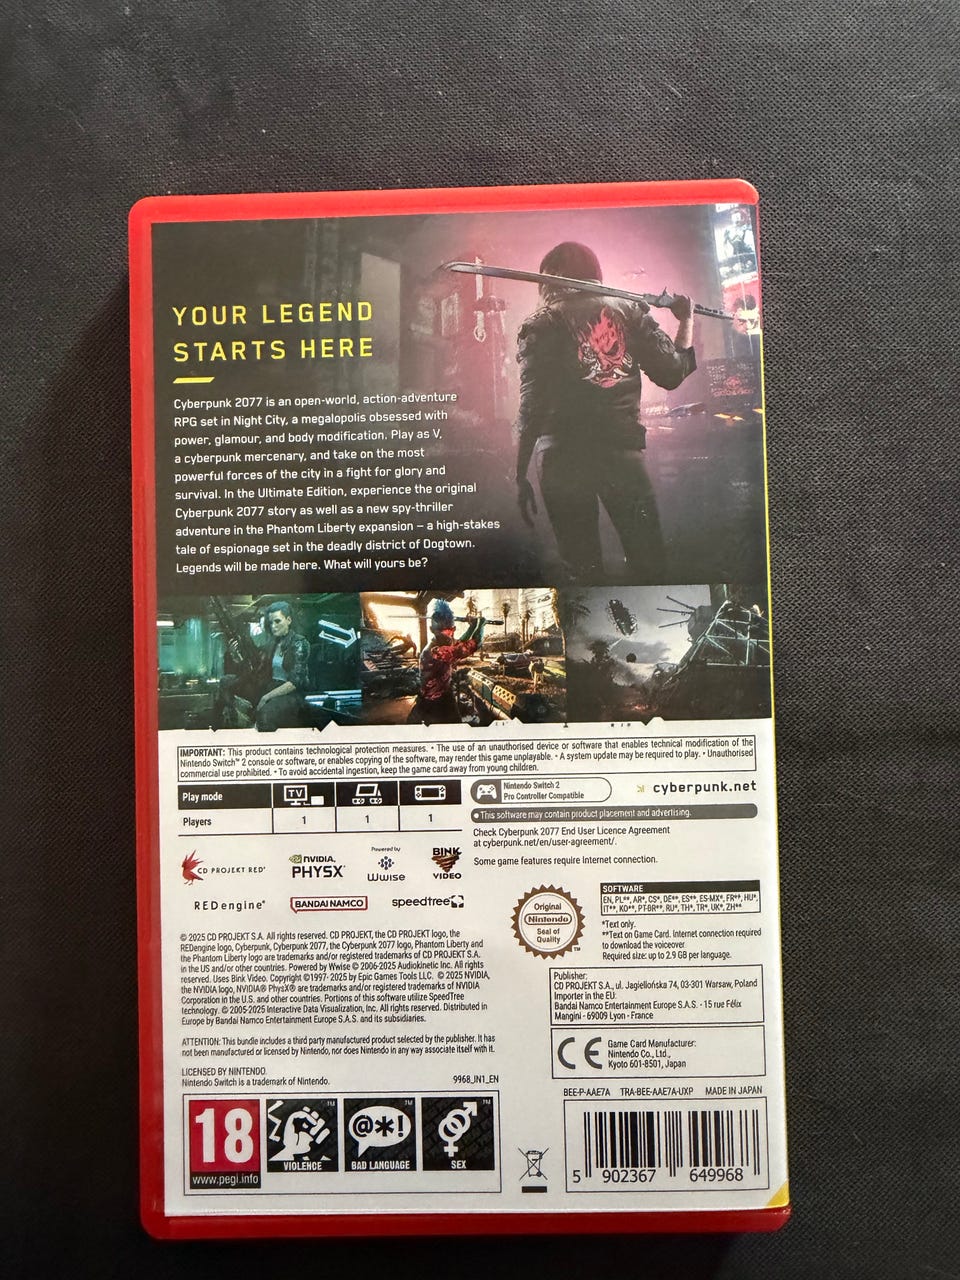 YOUR LEGEND
STARTS HERE
Cyberpunk 2077 is an open-world, action-adventure
RPG set in Night City, a megalopolis obsessed with
power, glamour, and body modification. Play as V,
a cyberpunk mercenary, and take on the most
powerful forces of the city in a fight for glory and
survival. In the Ultimate Edition, experience the original
Cyberpunk 2077 story as well as a new spy-thriller
adventure in the Phantom Liberty expansion – a high-stakes
tale of espionage set in the deadly district of Dogtown.
Legends will be made here. What will yours be?
IMPORTANT: This product contains technological protection measures. • The use of an unauthorised device or software that enables technical modification of the
Nintendo Switch™ 2 console or software, or enables copying of the software, may render this game unplayable. • A system update may be required to play. • Unauthorised
commercial use prohibited. • To avoid accidental ingestion, keep the game card away from young children.
Play mode
TV
Players
1
1
1
Nintendo Switch 2
Pro Controller Compatible
cyberpunk.net
• This software may contain product placement and advertising.
Check Cyberpunk 2077 End User Licence Agreement
at cyberpunk.net/en/user-agreement/.
Some game features require Internet connection.
CD PROJEKT RED®
NVIDIA.
PHYSX®
Powered by
Wwise
BINK
VIDEO
REDengine®
BANDAI NAMCO
speedtree
Original
Nintendo
Seal of
Quality
TM
SOFTWARE
EN, PL**, AR*, CS*, DE**, ES**, ES-MX*, FR**, HU*,
IT**, KO**, PT-BR**, RU*, TH*, TR*, UK*, ZH**
*Text only.
**Text on Game Card. Internet connection required
to download the voiceover.
Required size: up to 2.9 GB per language.
© 2025 CD PROJEKT S.A. All rights reserved. CD PROJEKT, the CD PROJEKT logo, the
REDengine logo, Cyberpunk, Cyberpunk 2077, the Cyberpunk 2077 logo, Phantom Liberty and
the Phantom Liberty logo are trademarks and/or registered trademarks of CD PROJEKT S.A.
in the US and/or other countries. Powered by Wwise © 2006-2025 Audiokinetic Inc. All rights
reserved. Uses Bink Video. Copyright ©1997- 2025 by Epic Games Tools LLC. © 2025 NVIDIA,
the NVIDIA logo, NVIDIA® PhysX® are trademarks and/or registered trademarks of NVIDIA
Corporation in the U.S. and other countries. Portions of this software utilize SpeedTree
technology. © 2005-2025 Interactive Data Visualization, Inc. All rights reserved. Distributed in
Europe by Bandai Namco Entertainment Europe S.A.S. and its subsidiaries.
ATTENTION: This bundle includes a third party manufactured product selected by the publisher. It has
not been manufactured or licensed by Nintendo, nor does Nintendo in any way associate itself with it.
LICENSED BY NINTENDO.
Nintendo Switch is a trademark of Nintendo.
9968_IN1_EN
Publisher:
CD PROJEKT S.A., ul. Jagiellońska 74, 03-301 Warsaw, Poland
Importer in the EU:
Bandai Namco Entertainment Europe S.A.S. - 15 rue Félix
Mangini - 69009 Lyon - France
CE
Game Card Manufacturer:
Nintendo Co., Ltd.,
Kyoto 601-8501, Japan
BEE-P-AAE7A TRA-BEE-AAE7A-UXP MADE IN JAPAN
18
www.pegi.info
VIOLENCE
@*!
BAD LANGUAGE
SEX
5 902367 649968